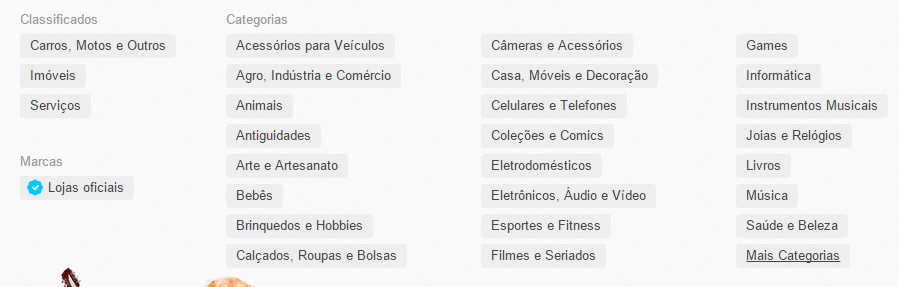 Classificados
Carros, Motos e Outros
Imóveis
Serviços
Marcas
Lojas oficiais
Categorias
Acessórios para Veículos
Agro, Indústria e Comércio
Animais
Antiguidades
Arte e Artesanato
Bebês
Brinquedos e Hobbies
Calçados, Roupas e Bolsas
Câmeras e Acessórios
Casa, Móveis e Decoração
Celulares e Telefones
Coleções e Comics
Eletrodomésticos
Eletrônicos, Áudio e Vídeo
Esportes e Fitness
Filmes e Seriados
Games
Informática
Instrumentos Musicais
Joias e Relógios
Livros
Música
Saúde e Beleza
Mais Categorias